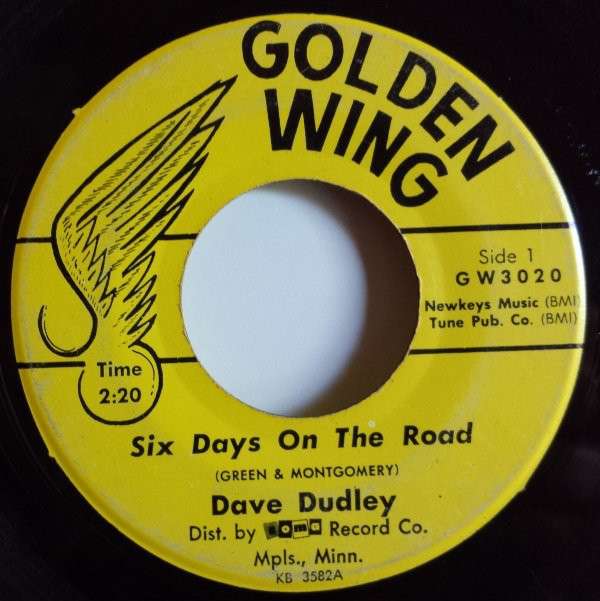 GOLDEN
WING
Side 1
GW3020
Newkeys Music (BMI)
Tune Pub. Co. (BMI)
Time
2:20
Six Days On The Road
(GREEN & MONTGOMERY)
Dave Dudley
Dist. by SOMA Record Co.
Mpls., Minn.
KB 3582A